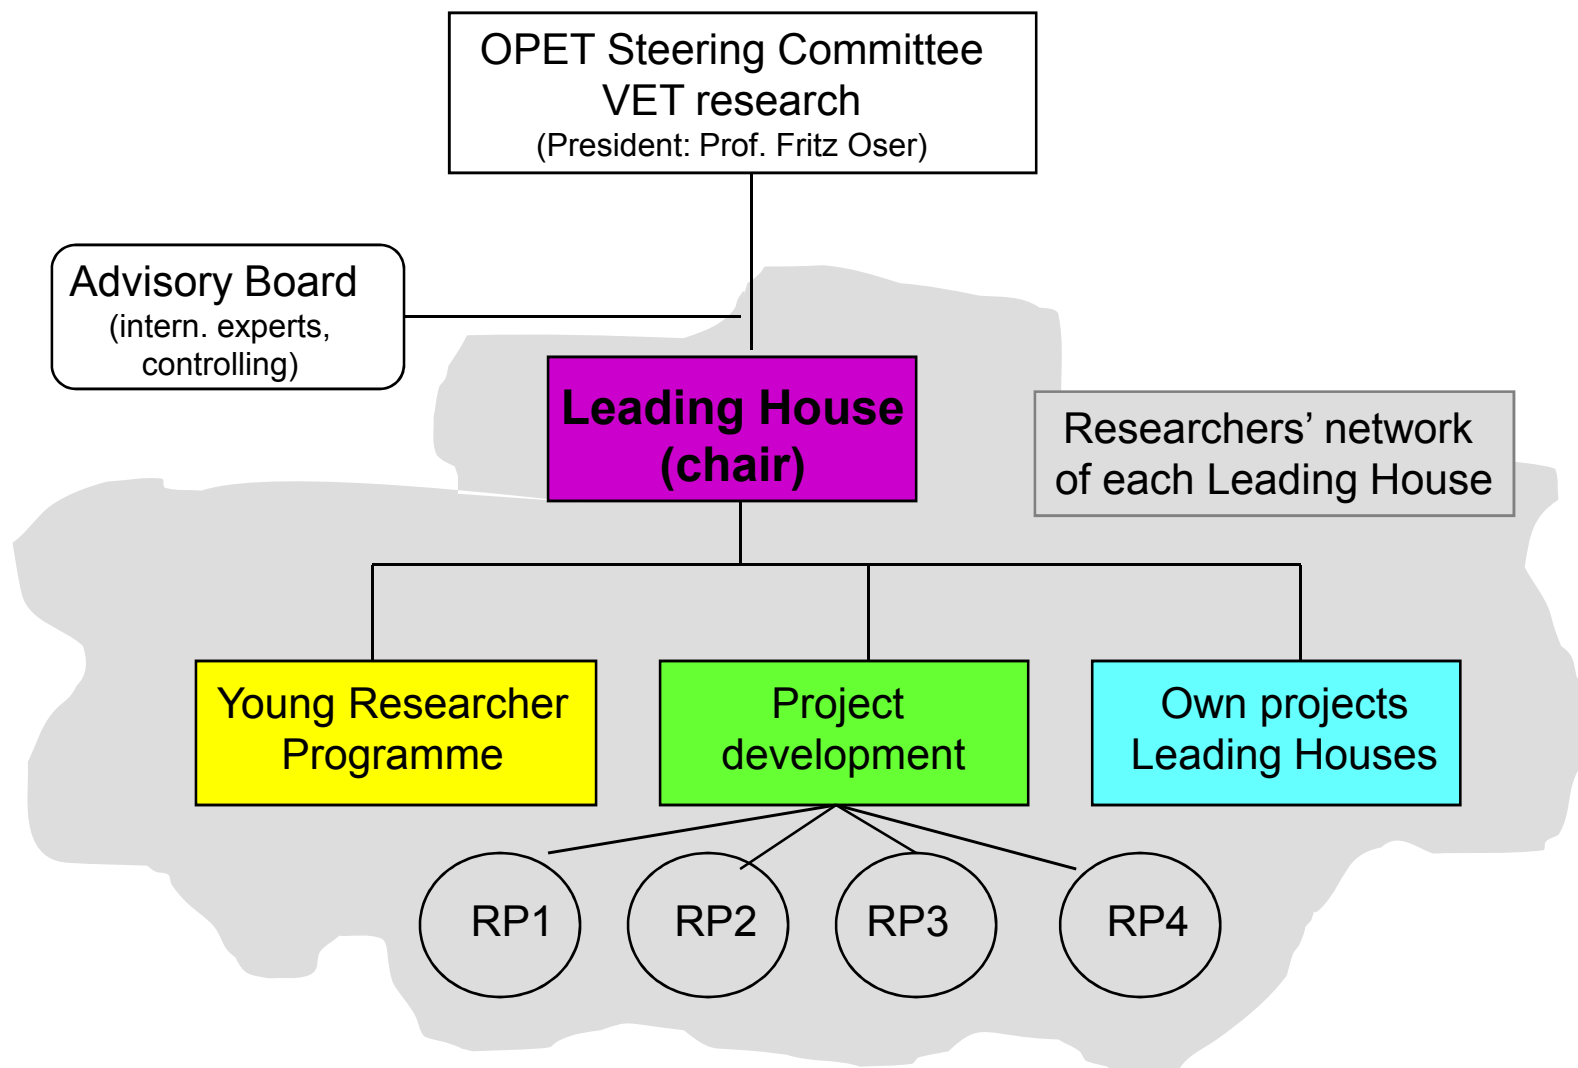 OPET Steering Committee
VET research
(President: Prof. Fritz Oser)
Advisory Board
(intern. experts,
controlling)
Leading House
(chair)
Researchers’ network
of each Leading House
Young Researcher
Programme
Project
development
Own projects
Leading Houses
RP1
RP2
RP3
RP4